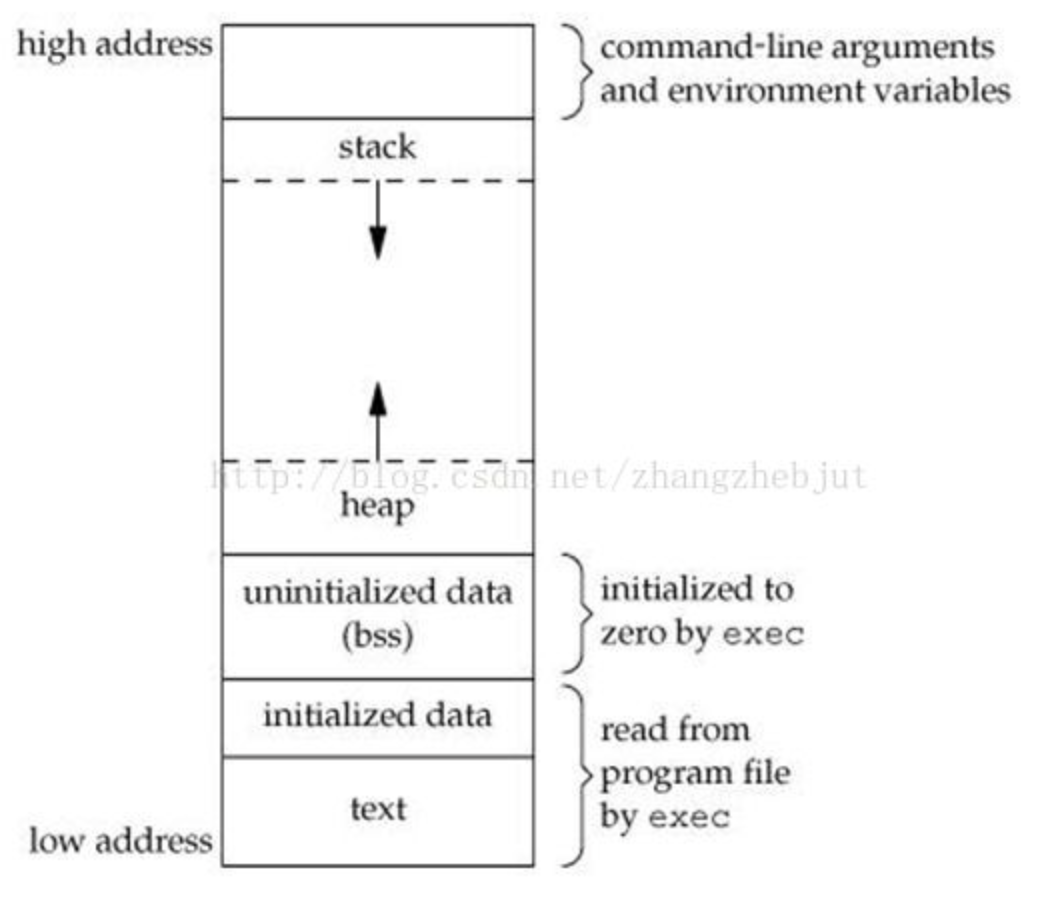 high address
command-line arguments
and environment variables
stack
http://blog.csdn.net/zhangzhebjut
heap
uninitialized data
(bss)
initialized to
zero by exec
initialized data
read from
program file
by exec
text
low address